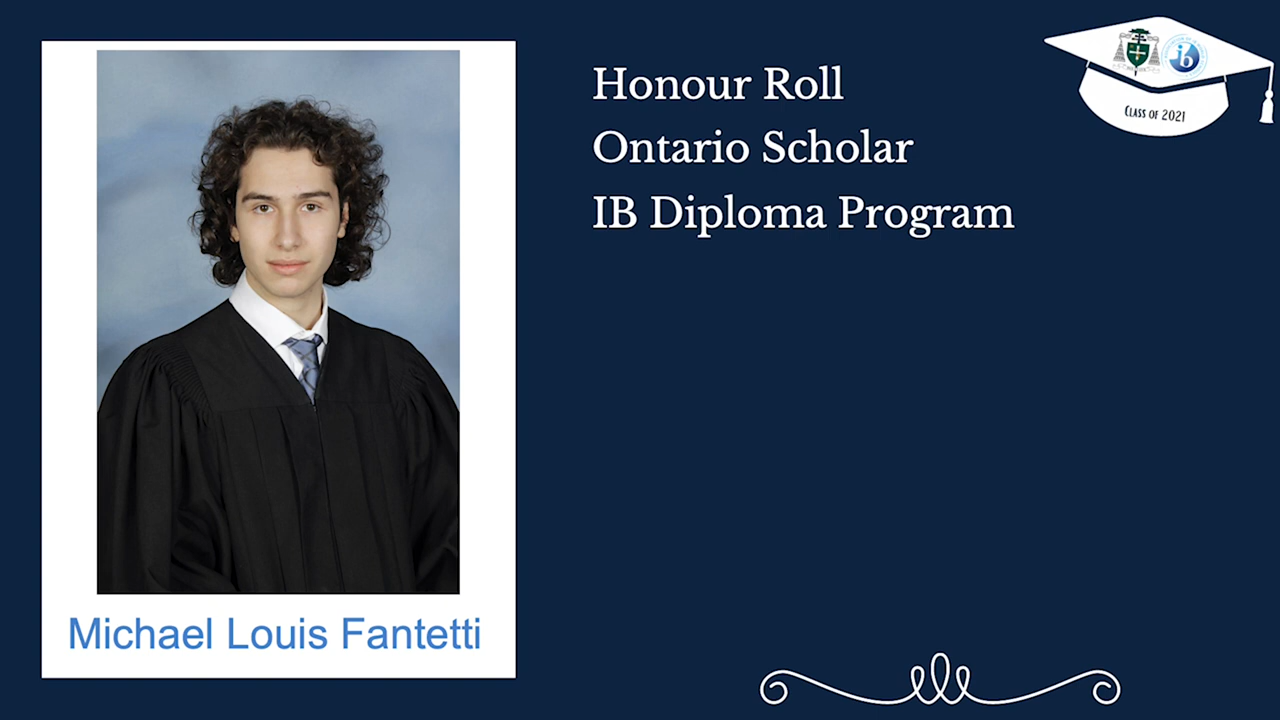 Honour Roll
Ontario Scholar
IB Diploma Program
CLASS OF 2021
Michael Louis Fantetti